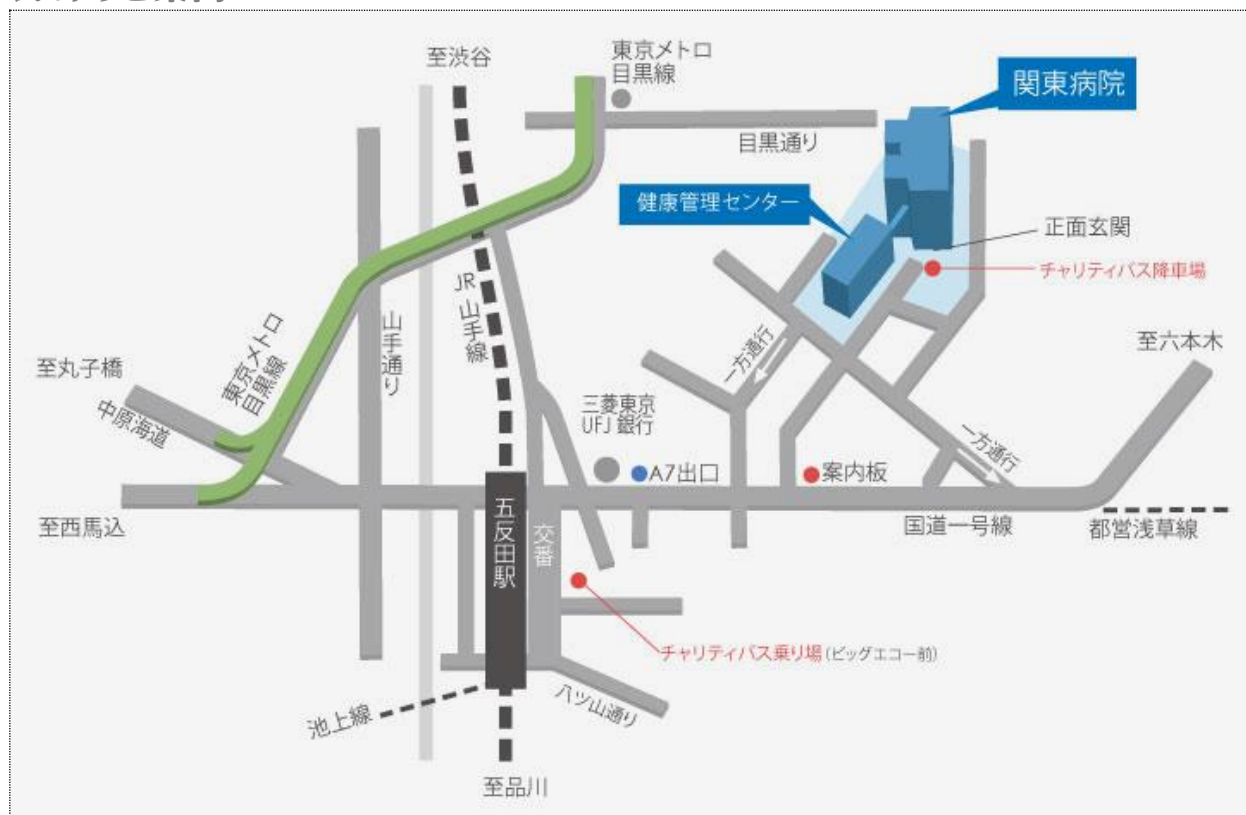 至渋谷
東京メトロ
目黒線
関東病院
目黒通り
健康管理センター
正面玄関
チャリティバス降車場
JR
山手線
山手通り
東京メトロ
目黒線
至丸子橋
中原海道
一方通行
至六本木
三菱東京
UFJ 銀行
A7出口
案内板
一方通行
至西馬込
五反田駅
交番
国道一号線
都営浅草線
チャリティバス乗り場(ビッグエコー前)
八ツ山通り
池上線
至品川